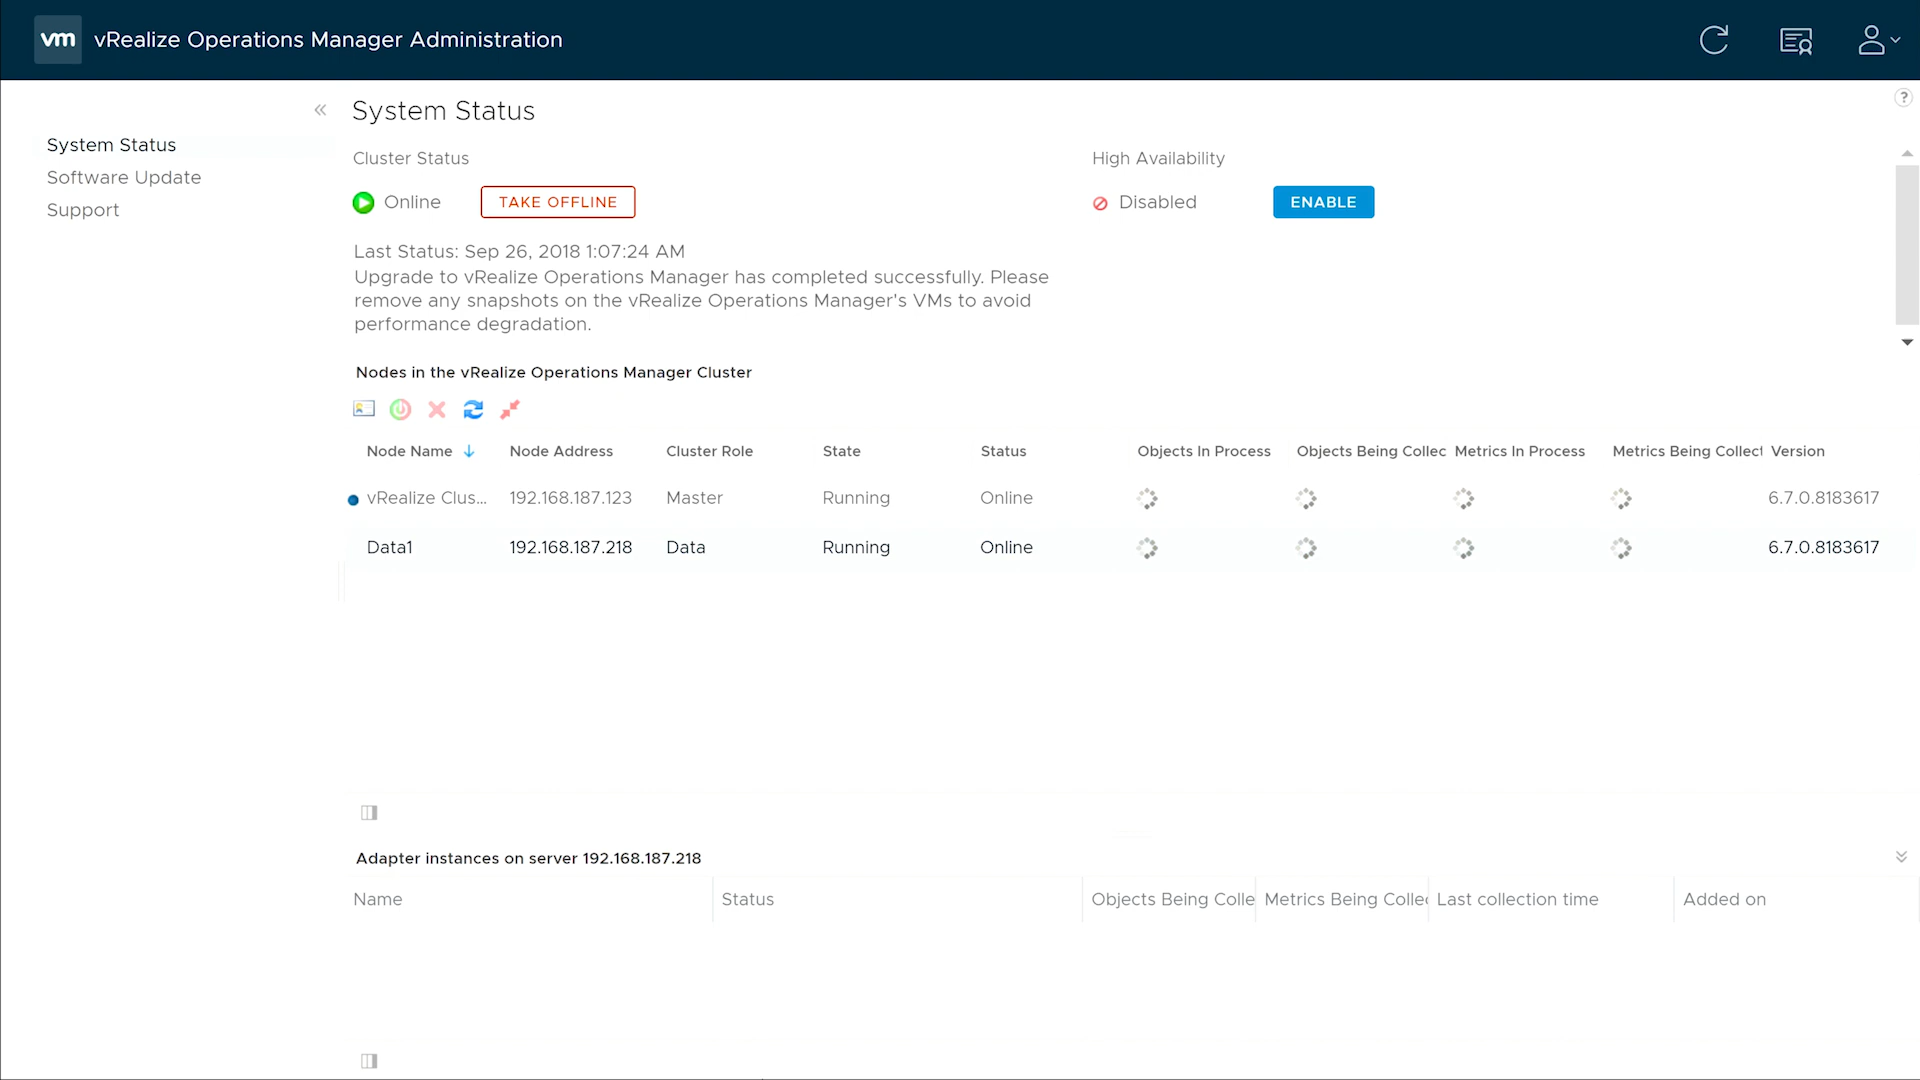 vm vRealize Operations Manager Administration
«
System Status
?
System Status
Software Update
Support
Cluster Status
High Availability
Online
TAKE OFFLINE
Disabled
ENABLE
Last Status: Sep 26, 2018 1:07:24 AM
Upgrade to vRealize Operations Manager has completed successfully. Please
remove any snapshots on the vRealize Operations Manager's VMs to avoid
performance degradation.
Nodes in the vRealize Operations Manager Cluster
Node Name Node Address Cluster Role State Status Objects In Process Objects Being Collec Metrics In Process Metrics Being Collect Version
vRealize Clus... 192.168.187.123 Master Running Online 6.7.0.8183617
Data1 192.168.187.218 Data Running Online 6.7.0.8183617
Adapter instances on server 192.168.187.218
Name Status Objects Being Colle Metrics Being Collec Last collection time Added on